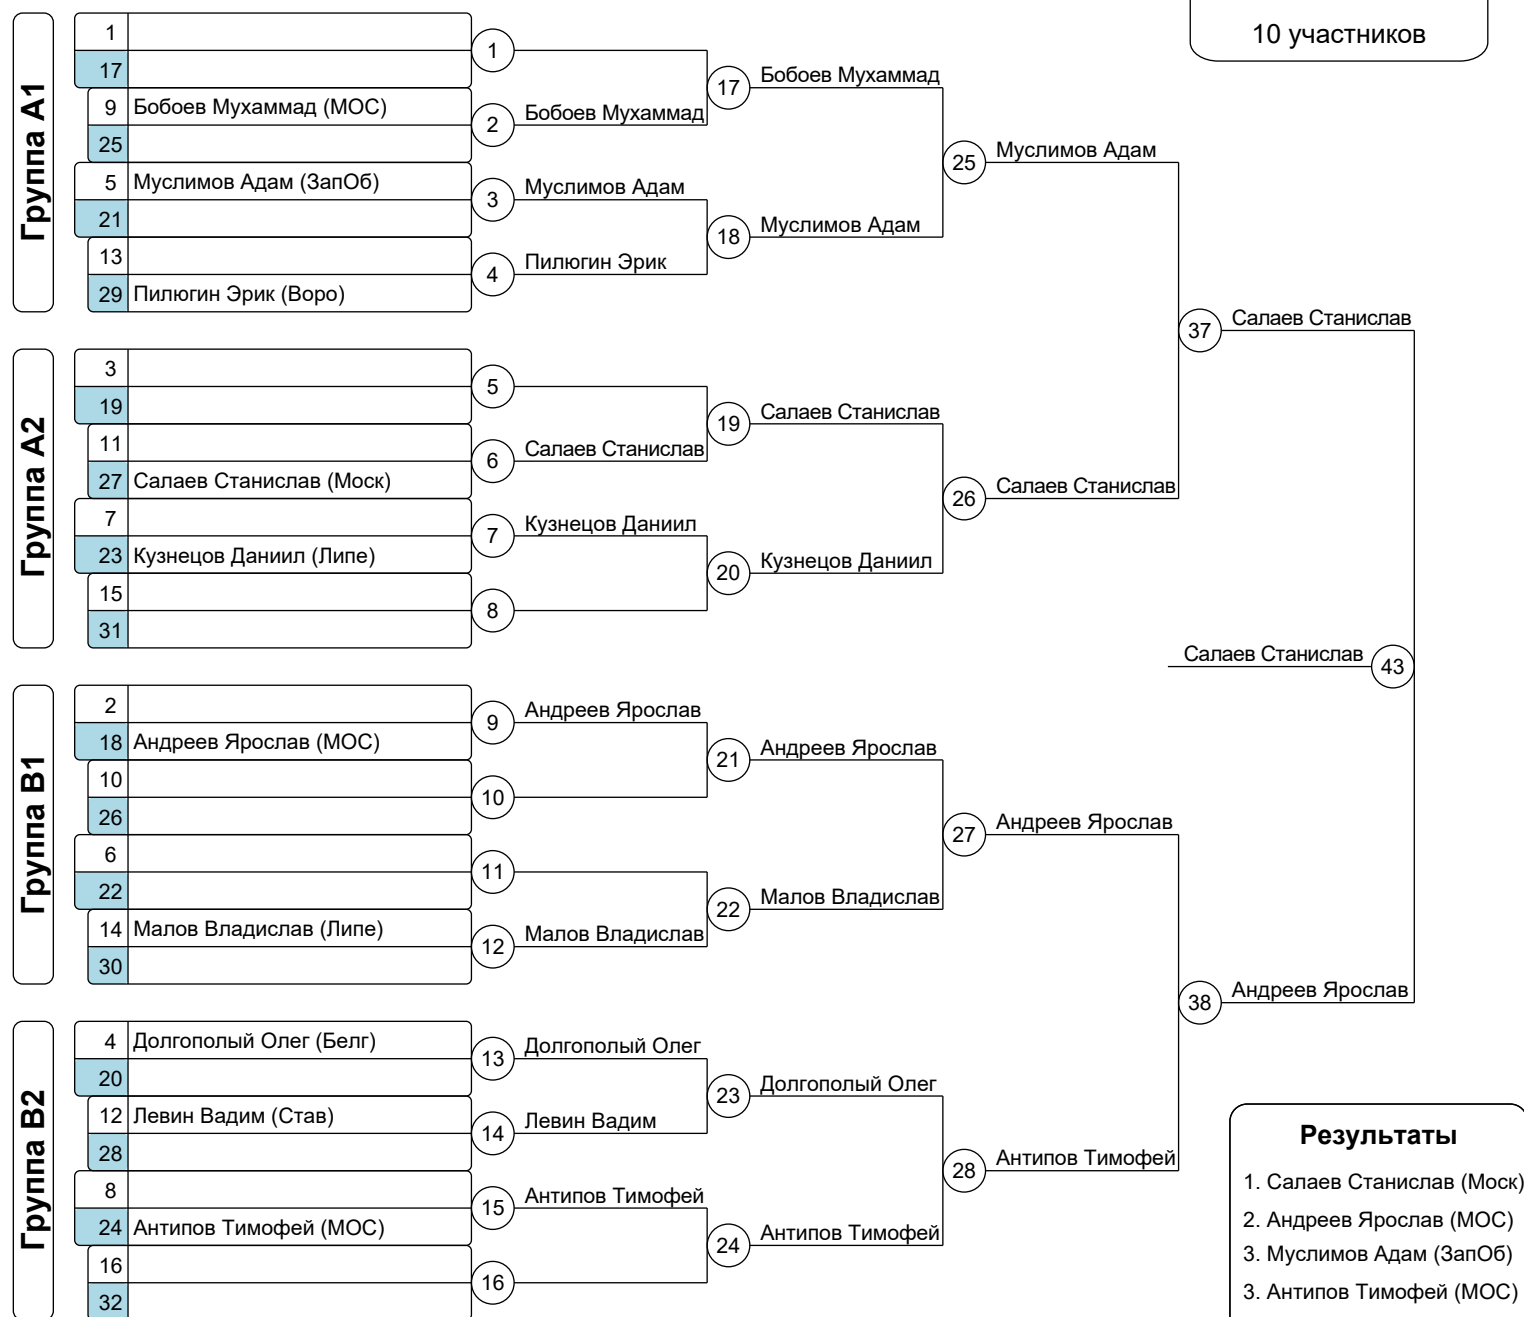 10 участников
Группа A1
1
17
9 Бобоев Мухаммад (МОС)
25
5 Муслимов Адам (ЗапОб)
21
13
29 Пилюгин Эрик (Воро)
1
2 Бобоев Мухаммад
3 Муслимов Адам
4 Пилюгин Эрик
17 Бобоев Мухаммад
18 Муслимов Адам
25 Муслимов Адам
Группа A2
3
19
11
27 Салаев Станислав (Моск)
7
23 Кузнецов Даниил (Липе)
15
31
5
6 Салаев Станислав
7 Кузнецов Даниил
8
19 Салаев Станислав
20 Кузнецов Даниил
26 Салаев Станислав
37 Салаев Станислав
Салаев Станислав 43
Группа B1
2
18 Андреев Ярослав (МОС)
10
26
6
22
14 Малов Владислав (Липе)
30
9 Андреев Ярослав
10
11
12 Малов Владислав
21 Андреев Ярослав
22 Малов Владислав
27 Андреев Ярослав
38 Андреев Ярослав
Группа B2
4 Долгополый Олег (Белг)
20
12 Левин Вадим (Став)
28
8
24 Антипов Тимофей (МОС)
16
32
13 Долгополый Олег
14 Левин Вадим
15 Антипов Тимофей
16
23 Долгополый Олег
24 Антипов Тимофей
28 Антипов Тимофей
Результаты
1. Салаев Станислав (Моск)
2. Андреев Ярослав (МОС)
3. Муслимов Адам (ЗапОб)
3. Антипов Тимофей (МОС)